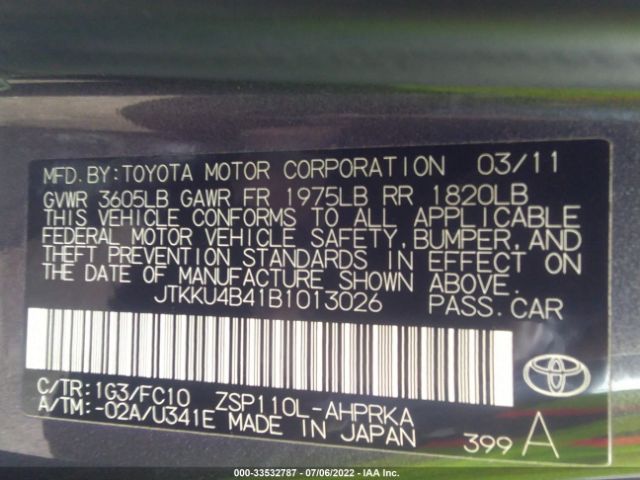 MFD.BY:TOYOTA MOTOR CORPORATION 03/11
GVWR 3605LB GAWR FR 1975LB RR 1820LB
THIS VEHICLE CONFORMS TO ALL APPLICABLE
FEDERAL MOTOR VEHICLE SAFETY, BUMPER, AND
THEFT PREVENTION STANDARDS IN EFFECT ON
THE DATE OF MANUFACTURE SHOWN ABOVE.
JTKKU4B41B1013026 PASS.CAR
C/TR: 1G3/FC10 ZSP110L-AHPRKA
A/TM: -02A/U341E MADE IN JAPAN
399 A
000-33532787 - 07/06/2022 - IAA Inc.